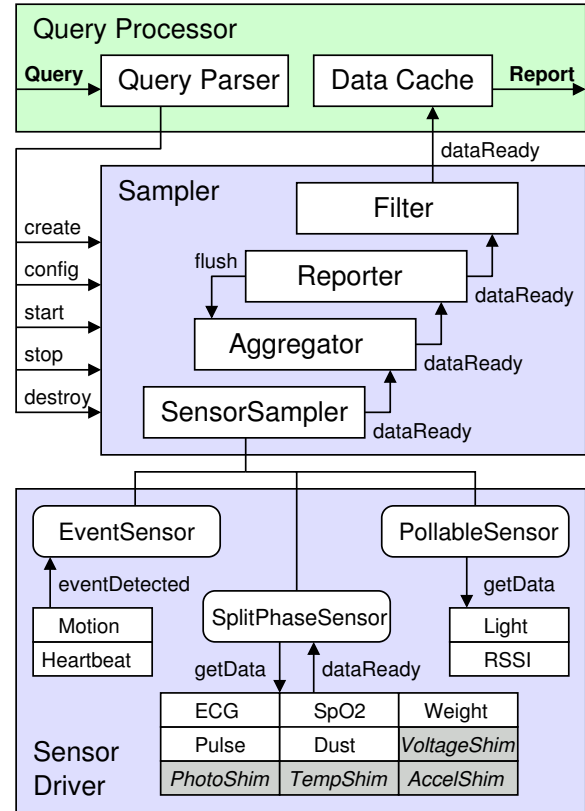 Query Processor
Query
Query Parser
Data Cache
Report
dataReady
Sampler
Filter
create
flush
Reporter
config
dataReady
start
Aggregator
stop
dataReady
destroy
SensorSampler
dataReady
EventSensor
PollableSensor
eventDetected
getData
Motion
SplitPhaseSensor
Light
Heartbeat
RSSI
getData
dataReady
ECG
SpO2
Weight
Pulse
Dust
VoltageShim
PhotoShim
TempShim
AccelShim
Sensor
Driver